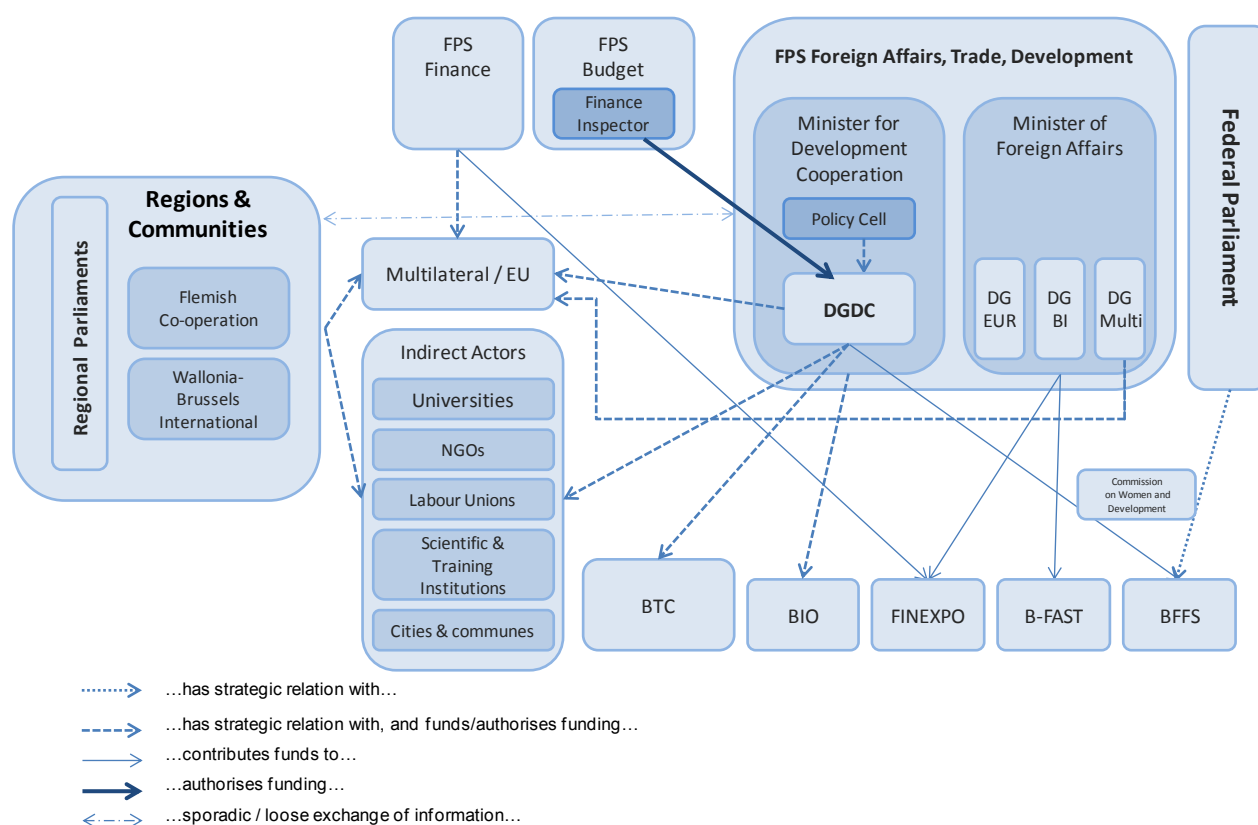 FPS
Finance
FPS
Budget
Finance
Inspector
FPS Foreign Affairs, Trade, Development
Minister for
Development
Cooperation
Policy Cell
DGDC
Minister of
Foreign Affairs
DG
EUR
DG
BI
DG
Multi
Federal Parliament
Regions &
Communities
Regional Parliaments
Flemish
Co-operation
Wallonia-
Brussels
International
Multilateral / EU
Indirect Actors
Universities
NGOs
Labour Unions
Scientific &
Training
Institutions
Cities & communes
Commission
on Women and
Development
BTC
BIO
FINEXPO
B-FAST
BFFS
…has strategic relation with…
…has strategic relation with, and funds/authorises funding…
…contributes funds to…
…authorises funding…
…sporadic / loose exchange of information…